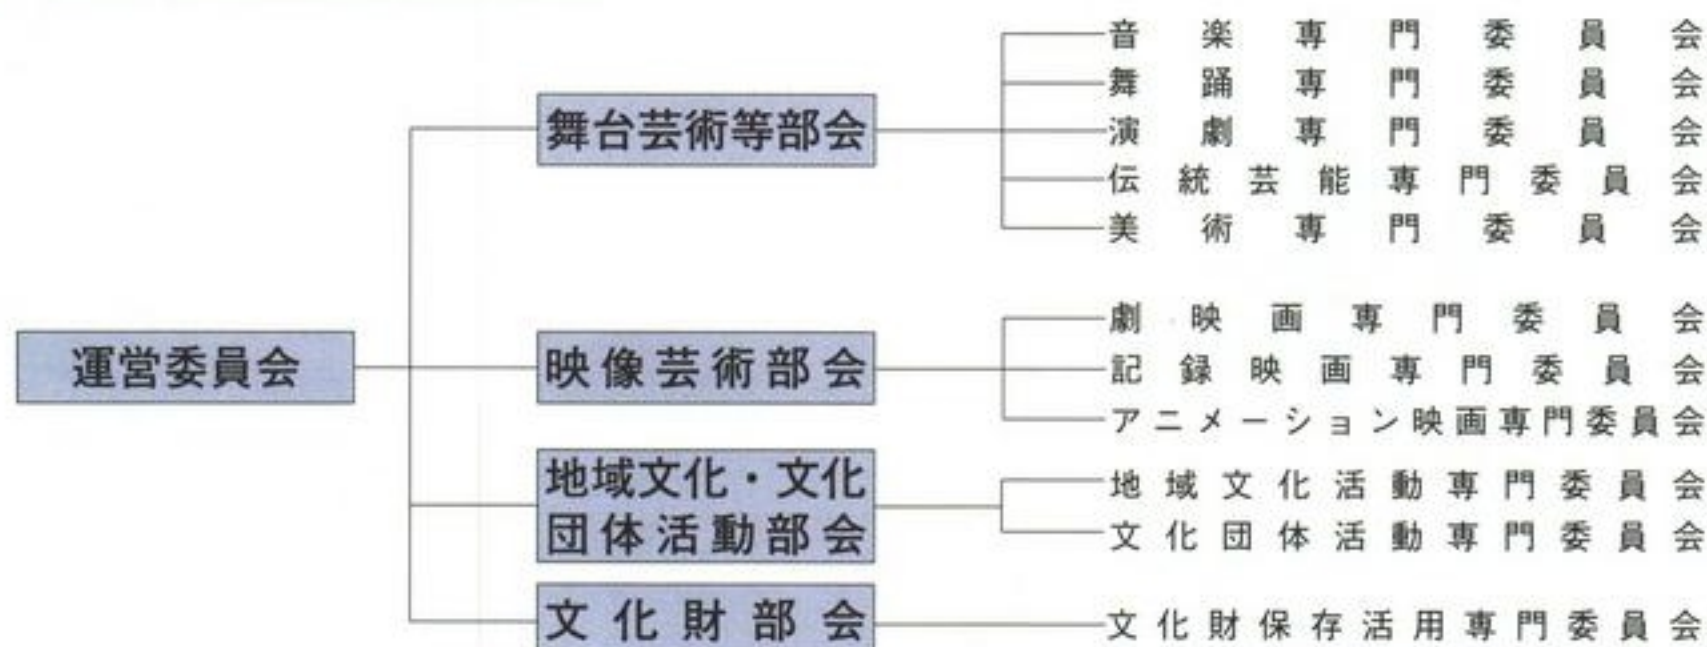 運営委員会
舞台芸術等部会
音楽専門委員会
舞踊専門委員会
演劇専門委員会
伝統芸能専門委員会
美術専門委員会
映像芸術部会
劇映画専門委員会
記録映画専門委員会
アニメーション映画専門委員会
地域文化・文化
団体活動部会
地域文化活動専門委員会
文化団体活動専門委員会
文化財部会
文化財保存活用専門委員会